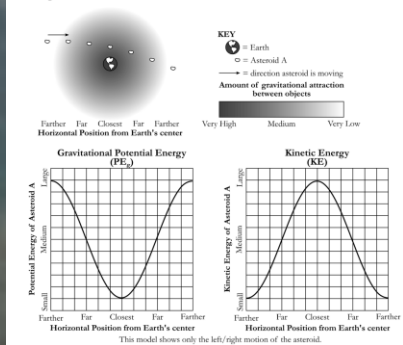 KEY
= Earth
= Asteroid A
= direction asteroid is moving
Amount of gravitational attraction
between objects
Very High Medium Very Low
Farther Far Closest Far Farther
Horizontal Position from Earth's center
Gravitational Potential Energy
(PEg)
Potential Energy of Asteroid A
Large
Medium
Small
Farther Far Closest Far Farther
Horizontal Position from Earth's center
Kinetic Energy
(KE)
Kinetic Energy of Asteroid A
Large
Medium
Small
Farther Far Closest Far Farther
Horizontal Position from Earth's center
This model shows only the left/right motion of the asteroid.